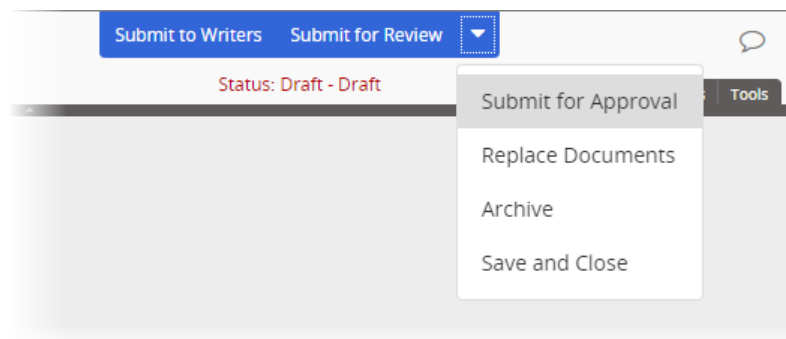 Submit to Writers Submit for Review
Status: Draft - Draft
Tools
Submit for Approval
Replace Documents
Archive
Save and Close